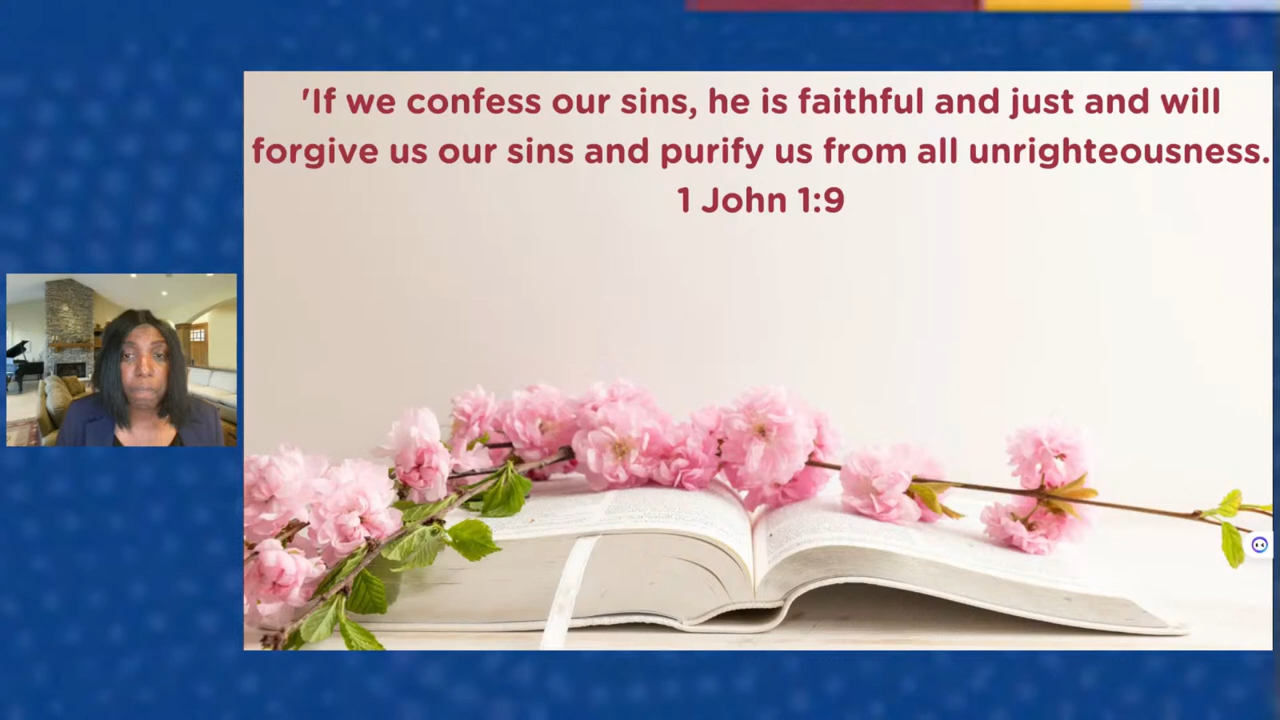 'If we confess our sins, he is faithful and just and will
forgive us our sins and purify us from all unrighteousness.
1 John 1:9